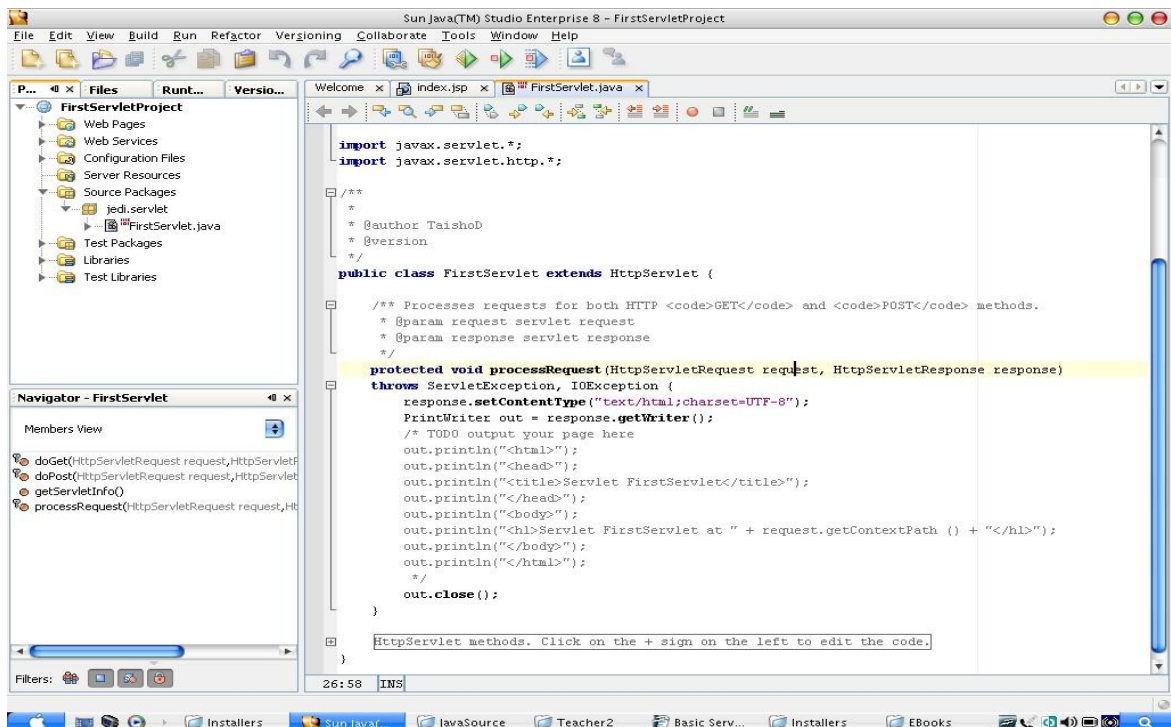 Sun Java(TM) Studio Enterprise 8 - FirstServletProject
File Edit View Build Run Refactor Versioning Collaborate Tools Window Help
P... Files Runt... Versio...
FirstServletProject
Web Pages
Web Services
Configuration Files
Server Resources
Source Packages
jedi.servlet
FirstServlet.java
Test Packages
Libraries
Test Libraries
Navigator - FirstServlet
Members View
doGet(HttpServletRequest request,HttpServletR
doPost(HttpServletRequest request,HttpServlet
getServletInfo()
processRequest(HttpServletRequest request,Ht
Filters:
Welcome index.jsp FirstServlet.java
import javax.servlet.*;
import javax.servlet.http.*;
/**
*
* @author TaishoD
* @version
*/
public class FirstServlet extends HttpServlet {
/** Processes requests for both HTTP <code>GET</code> and <code>POST</code> methods.
* @param request servlet request
* @param response servlet response
*/
protected void processRequest(HttpServletRequest request, HttpServletResponse response)
throws ServletException, IOException {
response.setContentType("text/html;charset=UTF-8");
PrintWriter out = response.getWriter();
/* TODO output your page here
out.println("<html>");
out.println("<head>");
out.println("<title>Servlet FirstServlet</title>");
out.println("</head>");
out.println("<body>");
out.println("<h1>Servlet FirstServlet at " + request.getContextPath () + "</h1>");
out.println("</body>");
out.println("</html>");
*/
out.close();
}
HttpServlet methods. Click on the + sign on the left to edit the code.
}
26:58 INS
Installers Sun Java(... JavaSource Teacher2 Basic Serv... Installers EBooks